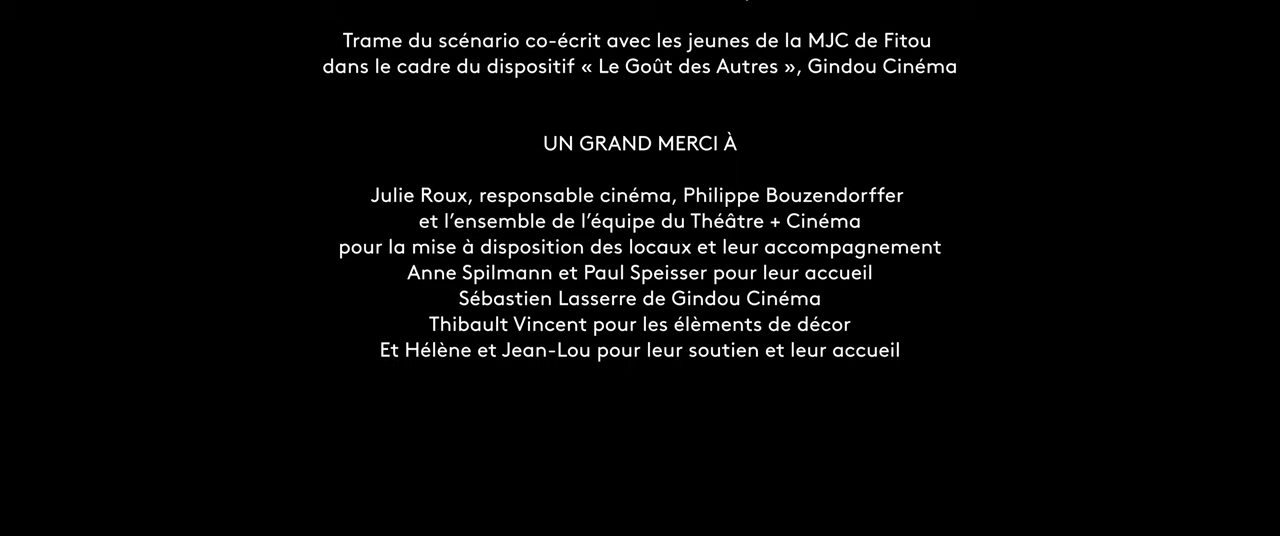 Trame du scénario co-écrit avec les jeunes de la MJC de Fitou
dans le cadre du dispositif « Le Goût des Autres », Gindou Cinéma
UN GRAND MERCI À
Julie Roux, responsable cinéma, Philippe Bouzendorffer
et l’ensemble de l’équipe du Théâtre + Cinéma
pour la mise à disposition des locaux et leur accompagnement
Anne Spilmann et Paul Speisser pour leur accueil
Sébastien Lasserre de Gindou Cinéma
Thibault Vincent pour les élèments de décor
Et Hélène et Jean-Lou pour leur soutien et leur accueil